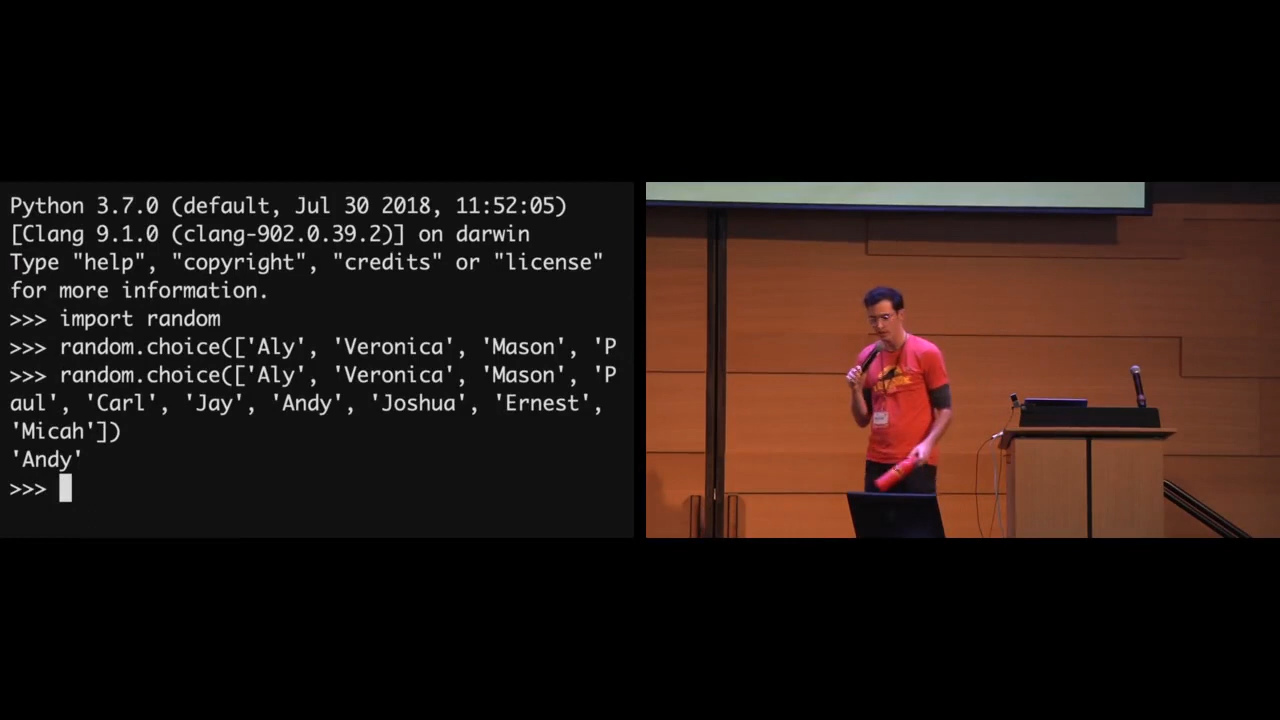 Python 3.7.0 (default, Jul 30 2018, 11:52:05)
[Clang 9.1.0 (clang-902.0.39.2)] on darwin
Type "help", "copyright", "credits" or "license"
for more information.
>>> import random
>>> random.choice(['Aly', 'Veronica', 'Mason', 'P
>>> random.choice(['Aly', 'Veronica', 'Mason', 'P
aul', 'Carl', 'Jay', 'Andy', 'Joshua', 'Ernest',
'Micah'])
'Andy'
>>>